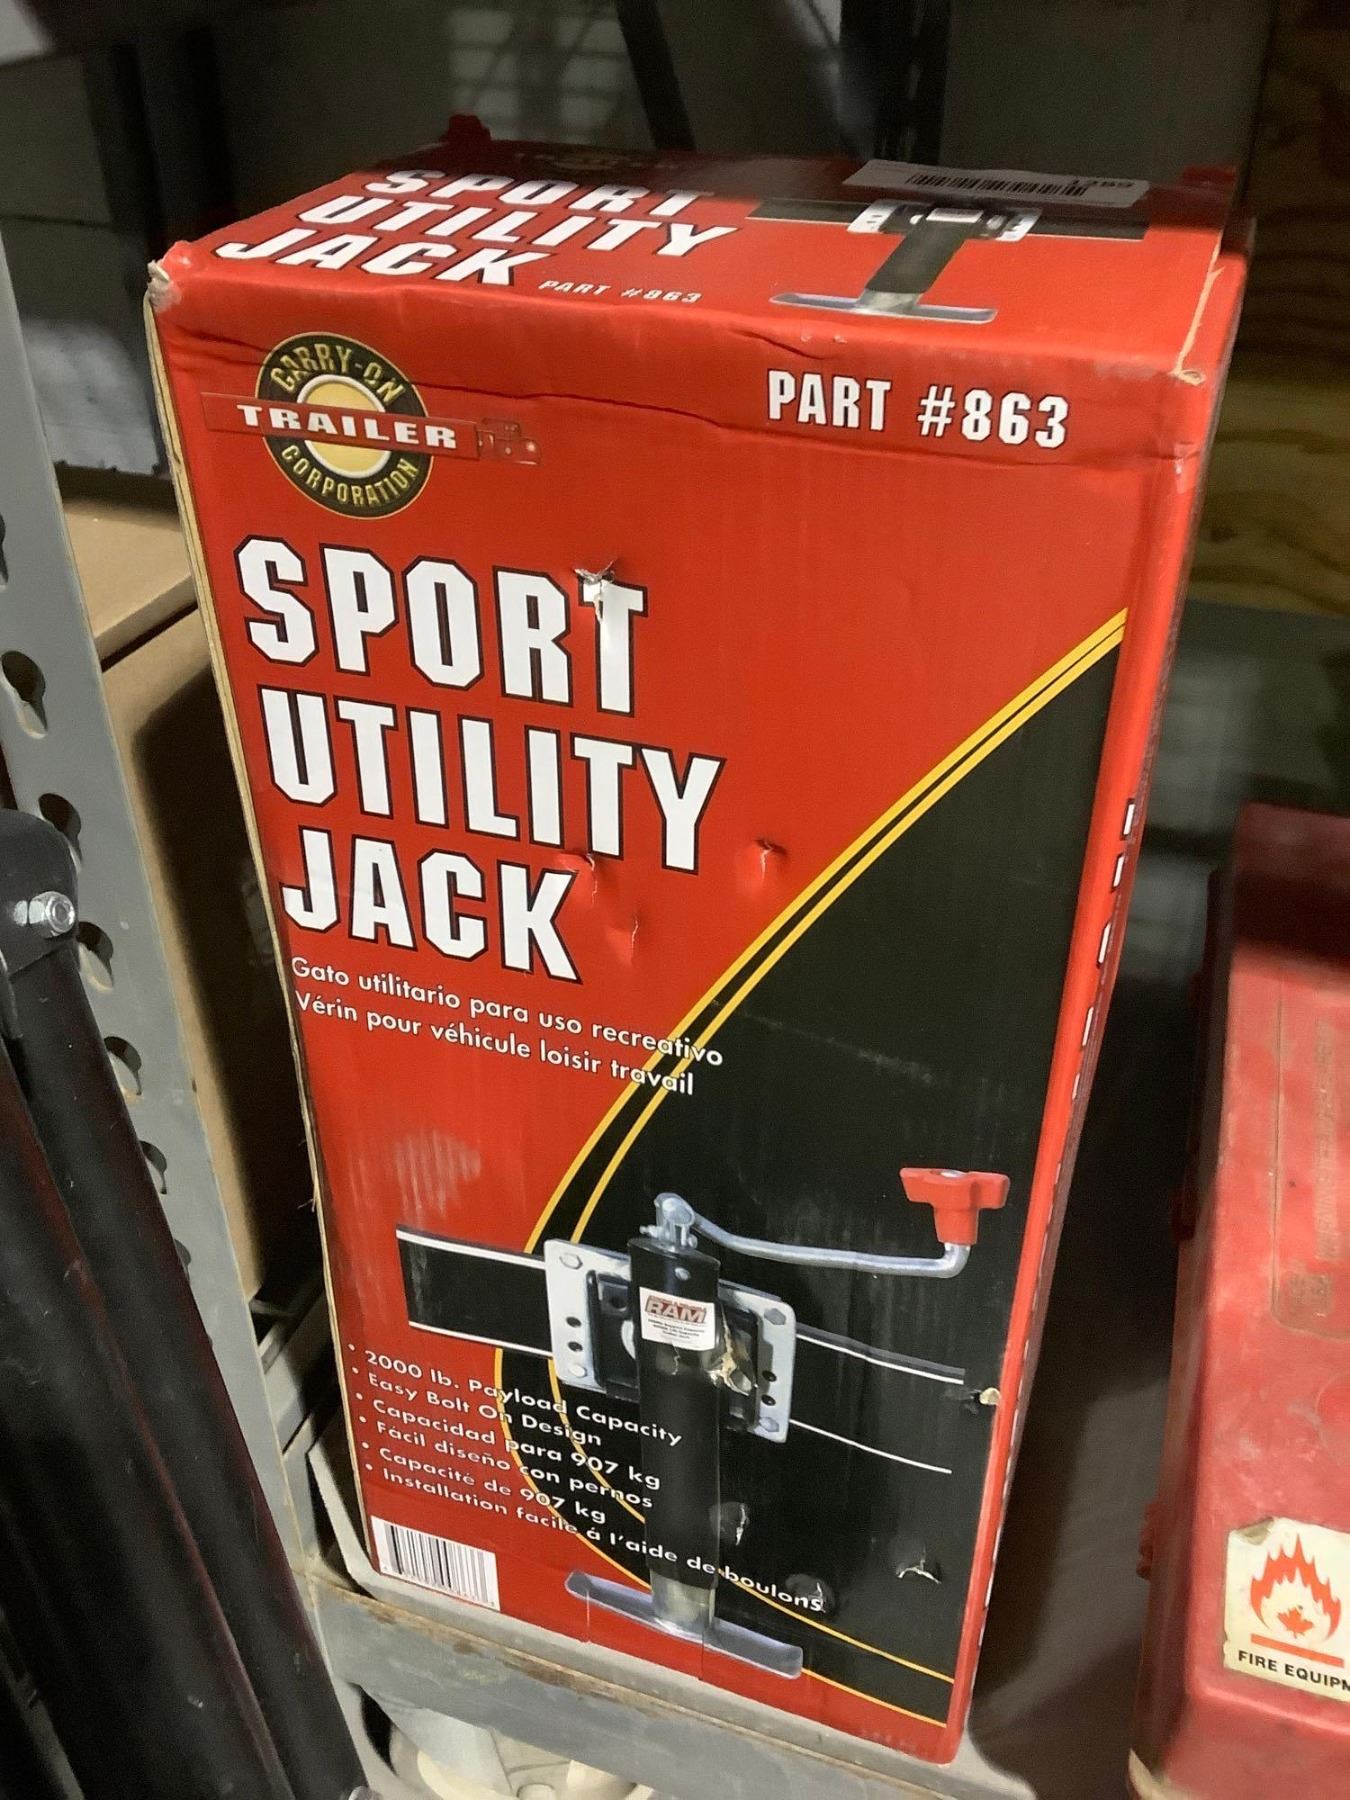 SPORT
UTILITY
JACK
PART #863
CARRY-ON
TRAILER
CORPORATION
PART #863
SPORT
UTILITY
JACK
Gato utilitario para uso recreativo
Vérin pour véhicule loisir travail
RAM
• 2000 lb. Payload Capacity
• Easy Bolt On Design
• Capacidad para 907 kg
• Fácil diseño con pernos
• Capacité de 907 kg
• Installation facile á l'aide de boulons
FIRE EQUIPM